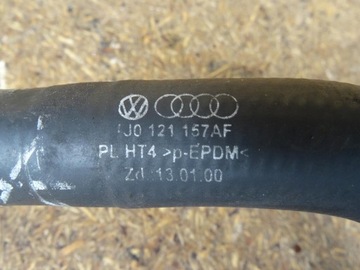 1J0 121 157AF
PL HT4 >p-EPDM<
Zd 13.01.00